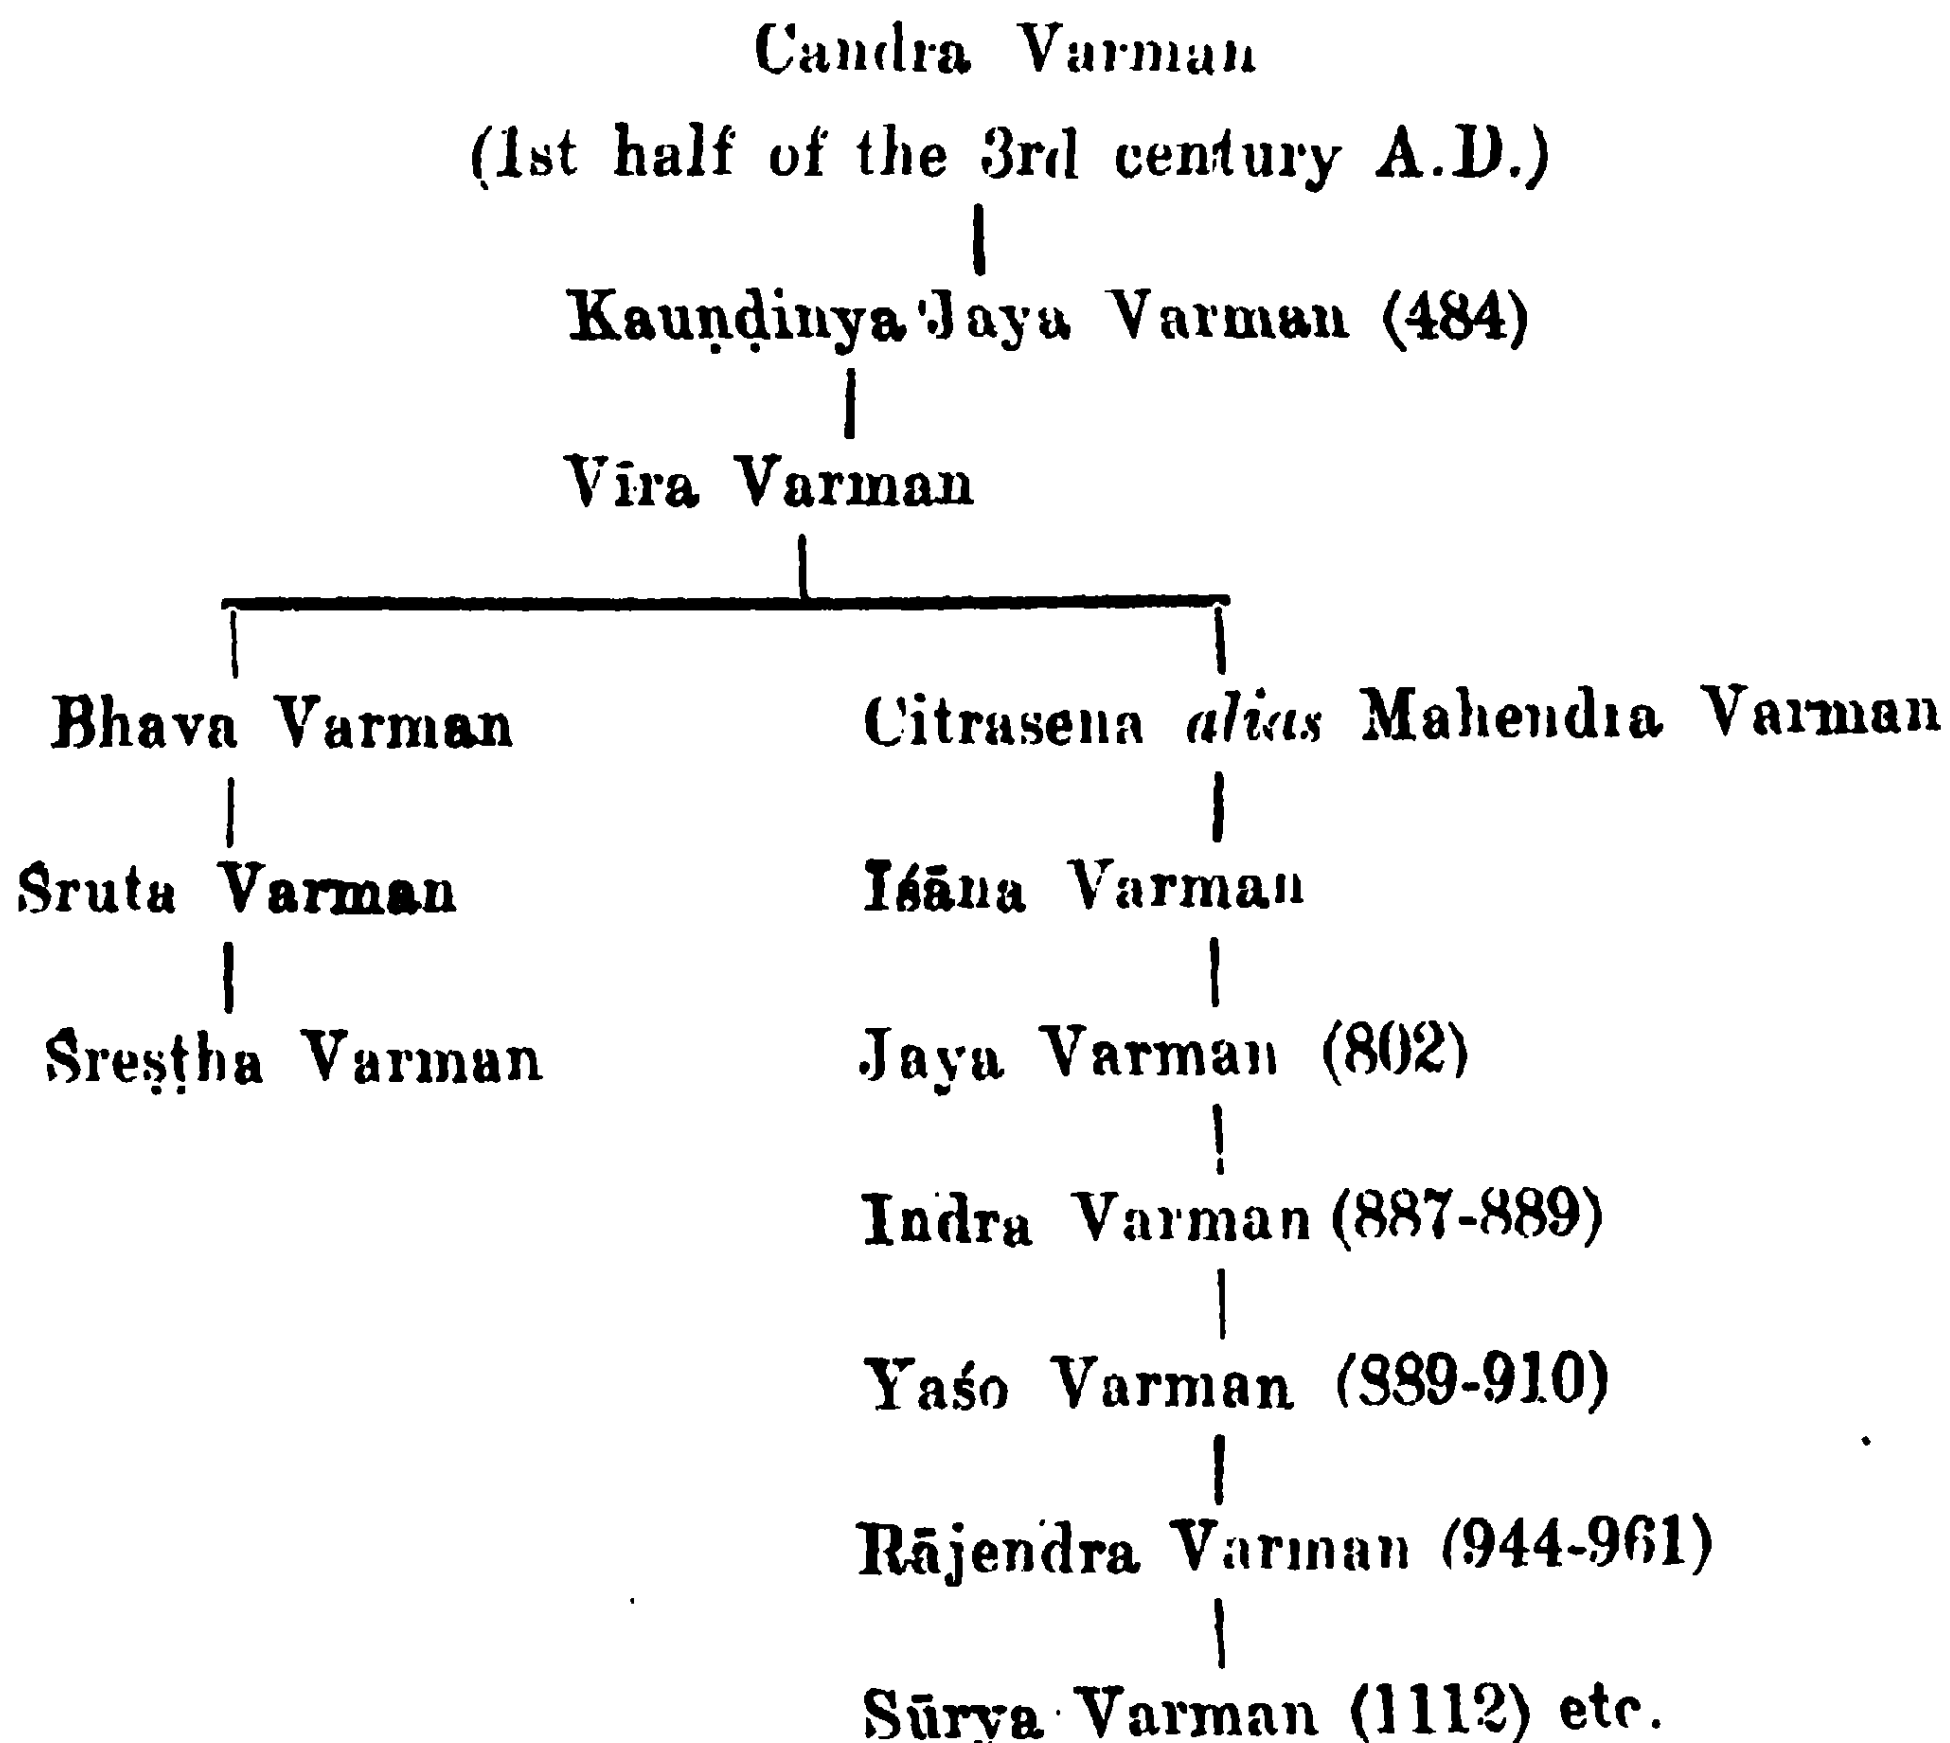 Candra Varman
(1st half of the 3rd century A.D.)
Kauṇḍinya Jaya Varman (484)
Vīra Varman
Bhava Varman
Citrasena alias Mahendra Varman
Sruta Varman
Iśāna Varman
Sreṣṭha Varman
Jaya Varman (802)
Indra Varman (887-889)
Yaśo Varman (889-910)
Rājendra Varman (944-961)
Sūrya Varman (1112) etc.